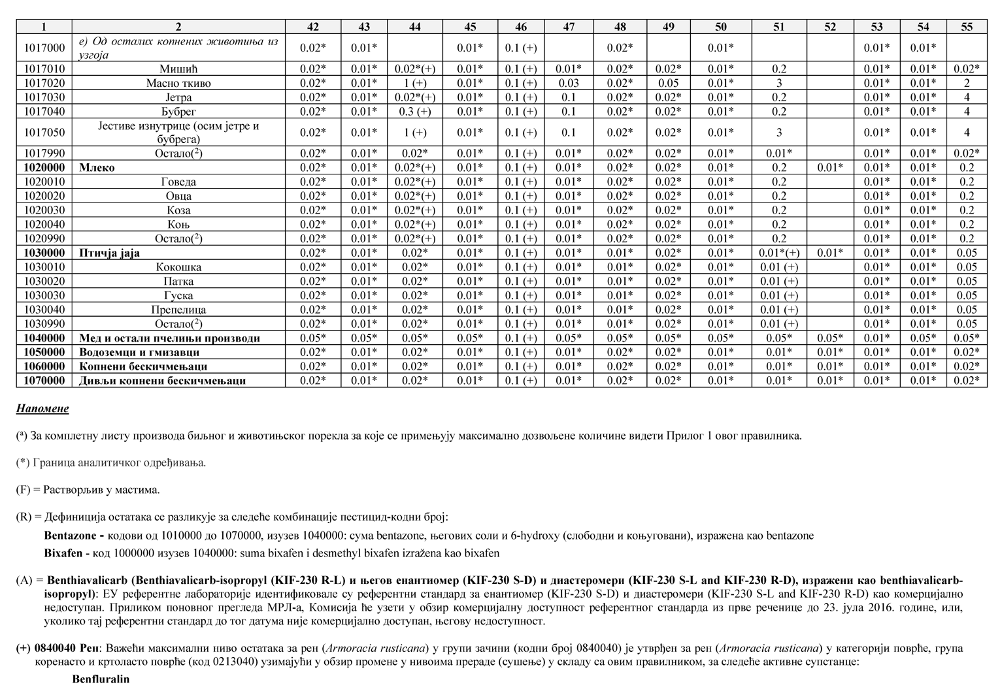 1 2 42 43 44 45 46 47 48 49 50 51 52 53 54 55
1017000 е) Од осталих копнених животиња из 0.02* 0.01* 0.01* 0.1 (+) 0.02* 0.01* 0.01* 0.01*
узгоја
1017010 Мишић 0.02* 0.01* 0.02*(+) 0.01* 0.1 (+) 0.01* 0.02* 0.02* 0.01* 0.2 0.01* 0.01* 0.02*
1017020 Масно ткиво 0.02* 0.01* 1 (+) 0.01* 0.1 (+) 0.03 0.02* 0.05 0.01* 3 0.01* 0.01* 2
1017030 Јетра 0.02* 0.01* 0.02*(+) 0.01* 0.1 (+) 0.1 0.02* 0.02* 0.01* 0.2 0.01* 0.01* 4
1017040 Бубрег 0.02* 0.01* 0.3 (+) 0.01* 0.1 (+) 0.1 0.02* 0.02* 0.01* 0.2 0.01* 0.01* 4
1017050 Јестиве изнутрице (осим јетре и 0.02* 0.01* 1 (+) 0.01* 0.1 (+) 0.1 0.02* 0.02* 0.01* 3 0.01* 0.01* 4
бубрега)
1017990 Остало(²) 0.02* 0.01* 0.02* 0.01* 0.1 (+) 0.01* 0.02* 0.02* 0.01* 0.01* 0.01* 0.01* 0.02*
1020000 Млеко 0.02* 0.01* 0.02*(+) 0.01* 0.1 (+) 0.01* 0.02* 0.02* 0.01* 0.2 0.01* 0.01* 0.01* 0.2
1020010 Говеда 0.02* 0.01* 0.02*(+) 0.01* 0.1 (+) 0.01* 0.02* 0.02* 0.01* 0.2 0.01* 0.01* 0.2
1020020 Овца 0.02* 0.01* 0.02*(+) 0.01* 0.1 (+) 0.01* 0.02* 0.02* 0.01* 0.2 0.01* 0.01* 0.2
1020030 Коза 0.02* 0.01* 0.02*(+) 0.01* 0.1 (+) 0.01* 0.02* 0.02* 0.01* 0.2 0.01* 0.01* 0.2
1020040 Коњ 0.02* 0.01* 0.02*(+) 0.01* 0.1 (+) 0.01* 0.02* 0.02* 0.01* 0.2 0.01* 0.01* 0.2
1020990 Остало(²) 0.02* 0.01* 0.02*(+) 0.01* 0.1 (+) 0.01* 0.02* 0.02* 0.01* 0.2 0.01* 0.01* 0.2
1030000 Птичја јаја 0.02* 0.01* 0.02* 0.01* 0.1 (+) 0.01* 0.01* 0.02* 0.01* 0.01*(+) 0.01* 0.01* 0.01* 0.05
1030010 Кокошка 0.02* 0.01* 0.02* 0.01* 0.1 (+) 0.01* 0.01* 0.02* 0.01* 0.01 (+) 0.01* 0.01* 0.05
1030020 Патка 0.02* 0.01* 0.02* 0.01* 0.1 (+) 0.01* 0.01* 0.02* 0.01* 0.01 (+) 0.01* 0.01* 0.05
1030030 Гуска 0.02* 0.01* 0.02* 0.01* 0.1 (+) 0.01* 0.01* 0.02* 0.01* 0.01 (+) 0.01* 0.01* 0.05
1030040 Препелица 0.02* 0.01* 0.02* 0.01* 0.1 (+) 0.01* 0.01* 0.02* 0.01* 0.01 (+) 0.01* 0.01* 0.05
1030990 Остало(²) 0.02* 0.01* 0.02* 0.01* 0.1 (+) 0.01* 0.01* 0.02* 0.01* 0.01 (+) 0.01* 0.01* 0.05
1040000 Мед и остали пчелињи производи 0.05* 0.05* 0.05* 0.05* 0.1 (+) 0.05* 0.05* 0.05* 0.05* 0.05* 0.05* 0.01* 0.05* 0.05*
1050000 Водоземци и гмизавци 0.02* 0.01* 0.02* 0.01* 0.1 (+) 0.01* 0.02* 0.02* 0.01* 0.01* 0.01* 0.01* 0.01* 0.02*
1060000 Копнени бескичмењаци 0.02* 0.01* 0.02* 0.01* 0.1 (+) 0.01* 0.02* 0.02* 0.01* 0.01* 0.01* 0.01* 0.01* 0.02*
1070000 Дивљи копнени бескичмењаци 0.02* 0.01* 0.02* 0.01* 0.1 (+) 0.01* 0.02* 0.02* 0.01* 0.01* 0.01* 0.01* 0.01* 0.02*
Напомене
(ª) За комплетну листу производа биљног и животињског порекла за које се примењују максимално дозвољене количине видети Прилог 1 овог правилника.
(*) Граница аналитичког одређивања.
(F) = Растворљив у мастима.
(R) = Дефиниција остатака се разликује за следеће комбинације пестицид-кодни број:
Bentazone - кодови од 1010000 до 1070000, изузев 1040000: сума bentazone, његових соли и 6-hydroxy (слободни и коњуговани), изражена као bentazone
Bixafen - код 1000000 изузев 1040000: suma bixafen i desmethyl bixafen izražena kao bixafen
(A) = Benthiavalicarb (Benthiavalicarb-isopropyl (KIF-230 R-L) и његов енантиомер (KIF-230 S-D) и диастеромери (KIF-230 S-L and KIF-230 R-D), изражени као benthiavalicarb-
isopropyl): ЕУ референтне лабораторије идентификовале су референтни стандард за енантиомер (KIF-230 S-D) и диастеромери (KIF-230 S-L and KIF-230 R-D) као комерцијално
недоступан. Приликом поновног прегледа МРЛ-а, Комисија ће узети у обзир комерцијалну доступност референтног стандарда из прве реченице до 23. јула 2016. године, или,
уколико тај референтни стандард до тог датума није комерцијално доступан, његову недоступност.
(+) 0840040 Рен: Важећи максимални ниво остатака за рен (Armoracia rusticana) у групи зачини (кодни број 0840040) је утврђен за рен (Armoracia rusticana) у категорији поврће, група
коренасто и кртоласто поврће (код 0213040) узимајући у обзир промене у нивоима прераде (сушење) у складу са овим правилником, за следеће активне супстанце:
Benfluralin